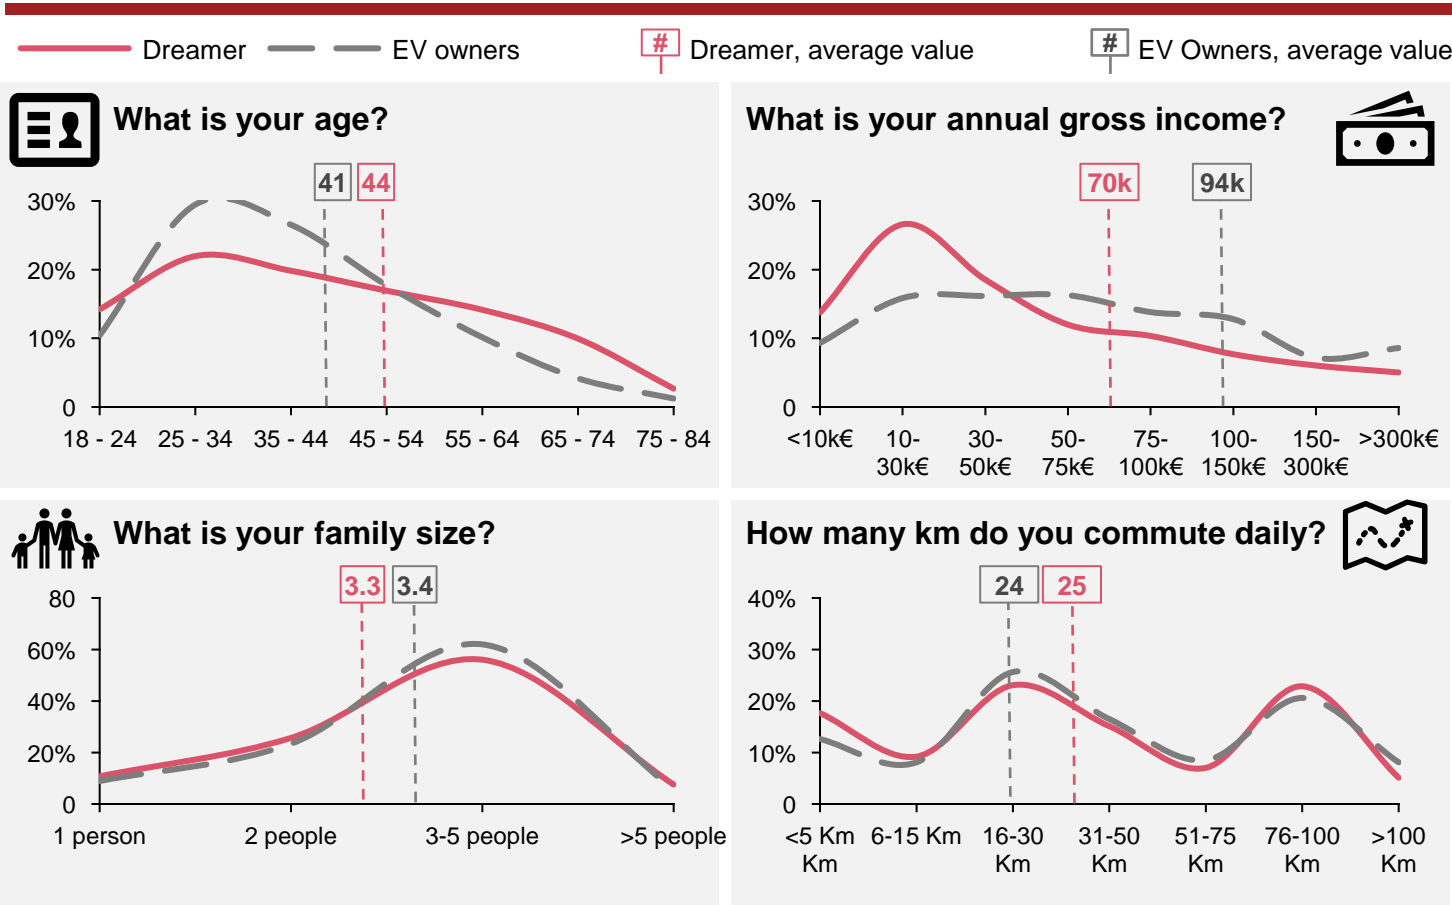 Dreamer
EV owners
# Dreamer, average value
# EV Owners, average value
What is your age?
41 44
30%
20%
10%
0
18 - 24 25 - 34 35 - 44 45 - 54 55 - 64 65 - 74 75 - 84
What is your annual gross income?
70k 94k
30%
20%
10%
0
<10k€ 10- 30- 50- 75- 100- 150- >300k€
30k€ 50k€ 75k€ 100k€ 150k€ 300k€
What is your family size?
3.3 3.4
80
60%
40%
20%
0
1 person 2 people 3-5 people >5 people
How many km do you commute daily?
24 25
40%
30%
20%
10%
0
<5 Km 6-15 Km 16-30 31-50 51-75 76-100 >100
Km Km Km Km Km Km